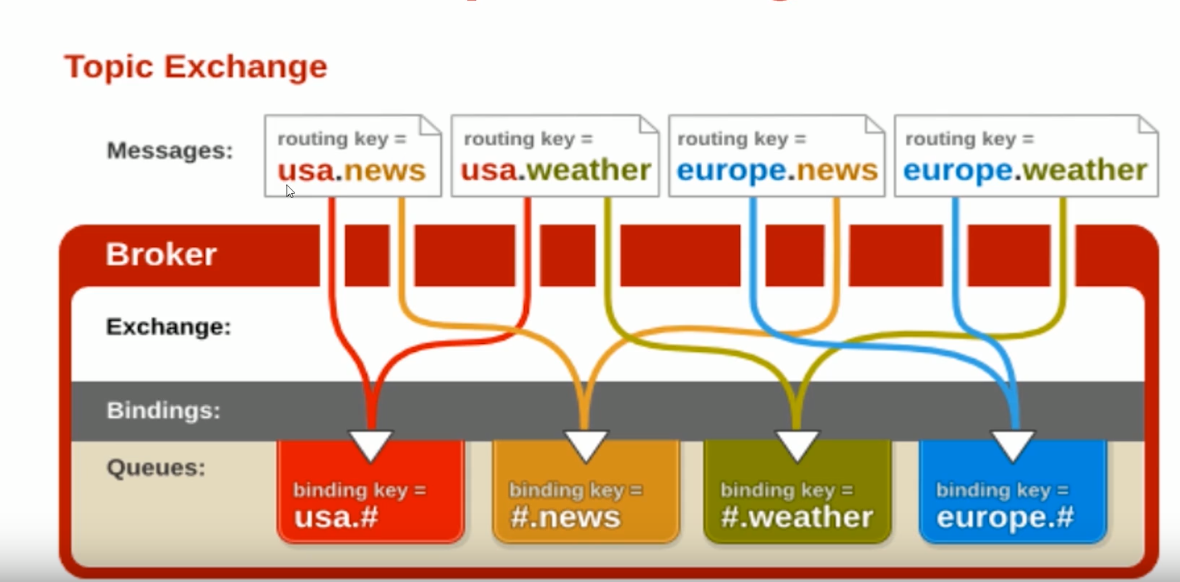 Topic Exchange
Messages:
routing key =
usa.news
routing key =
usa.weather
routing key =
europe.news
routing key =
europe.weather
Broker
Exchange:
Bindings:
Queues:
binding key =
usa.#
binding key =
#.news
binding key =
#.weather
binding key =
europe.#